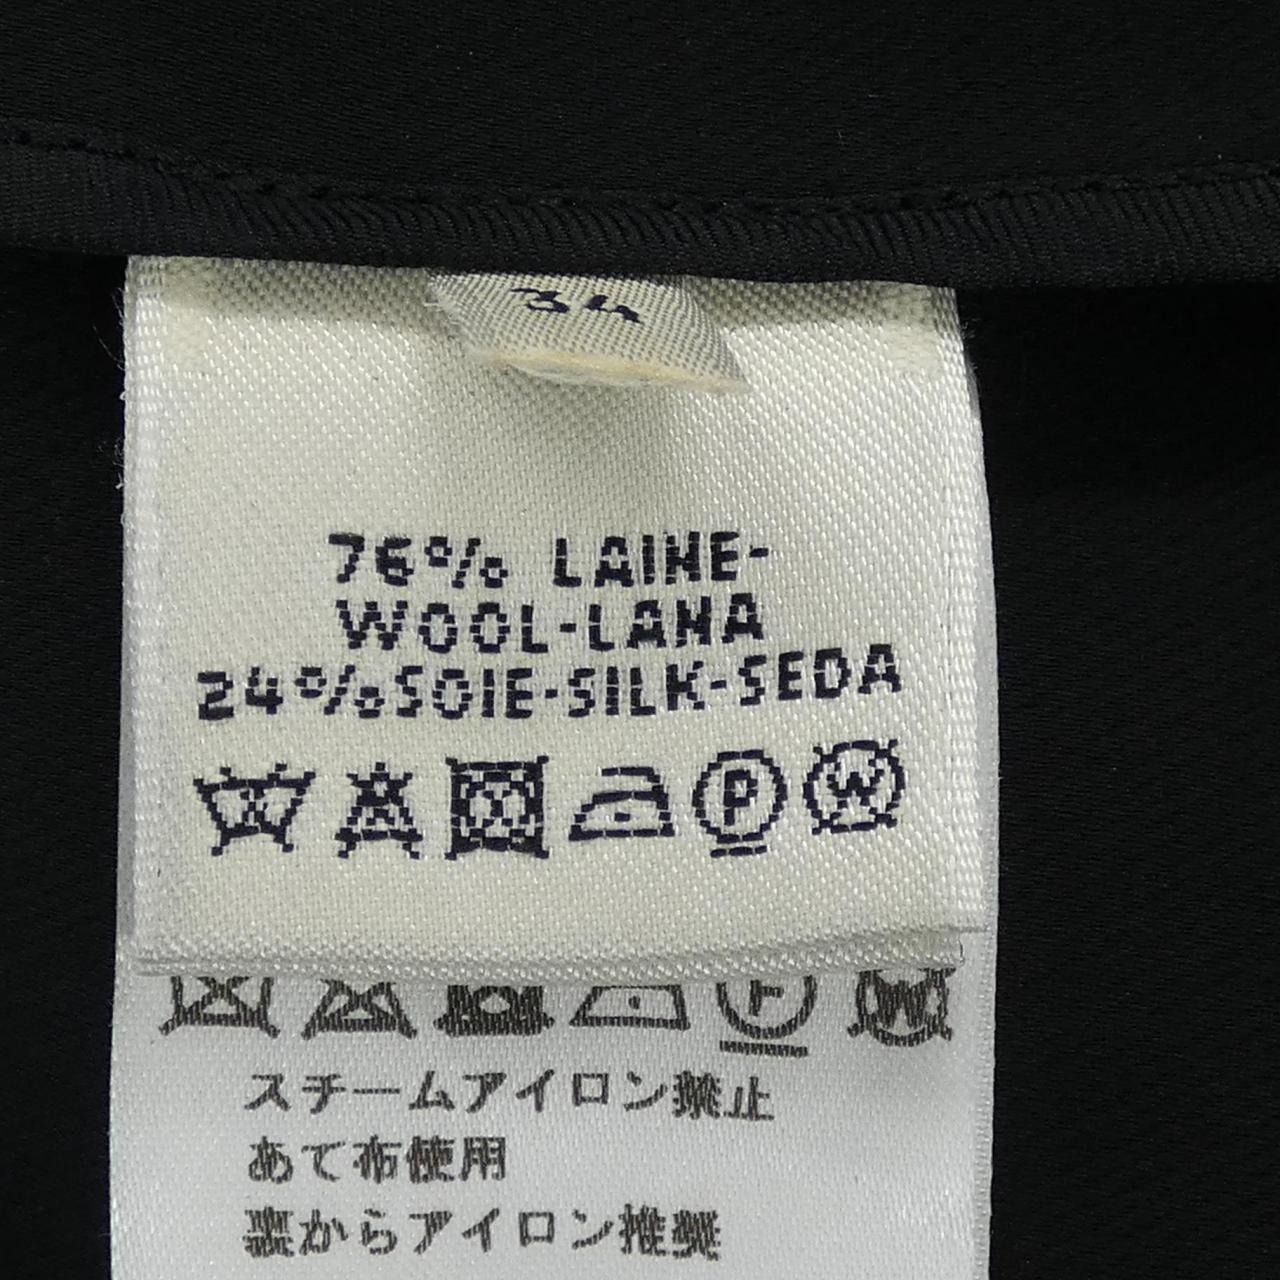 34
76% LAINE-
WOOL-LANA
24%SOIE-SILK-SEDA
P W
F W
スチームアイロン禁止
あて布使用
裏からアイロン推奨